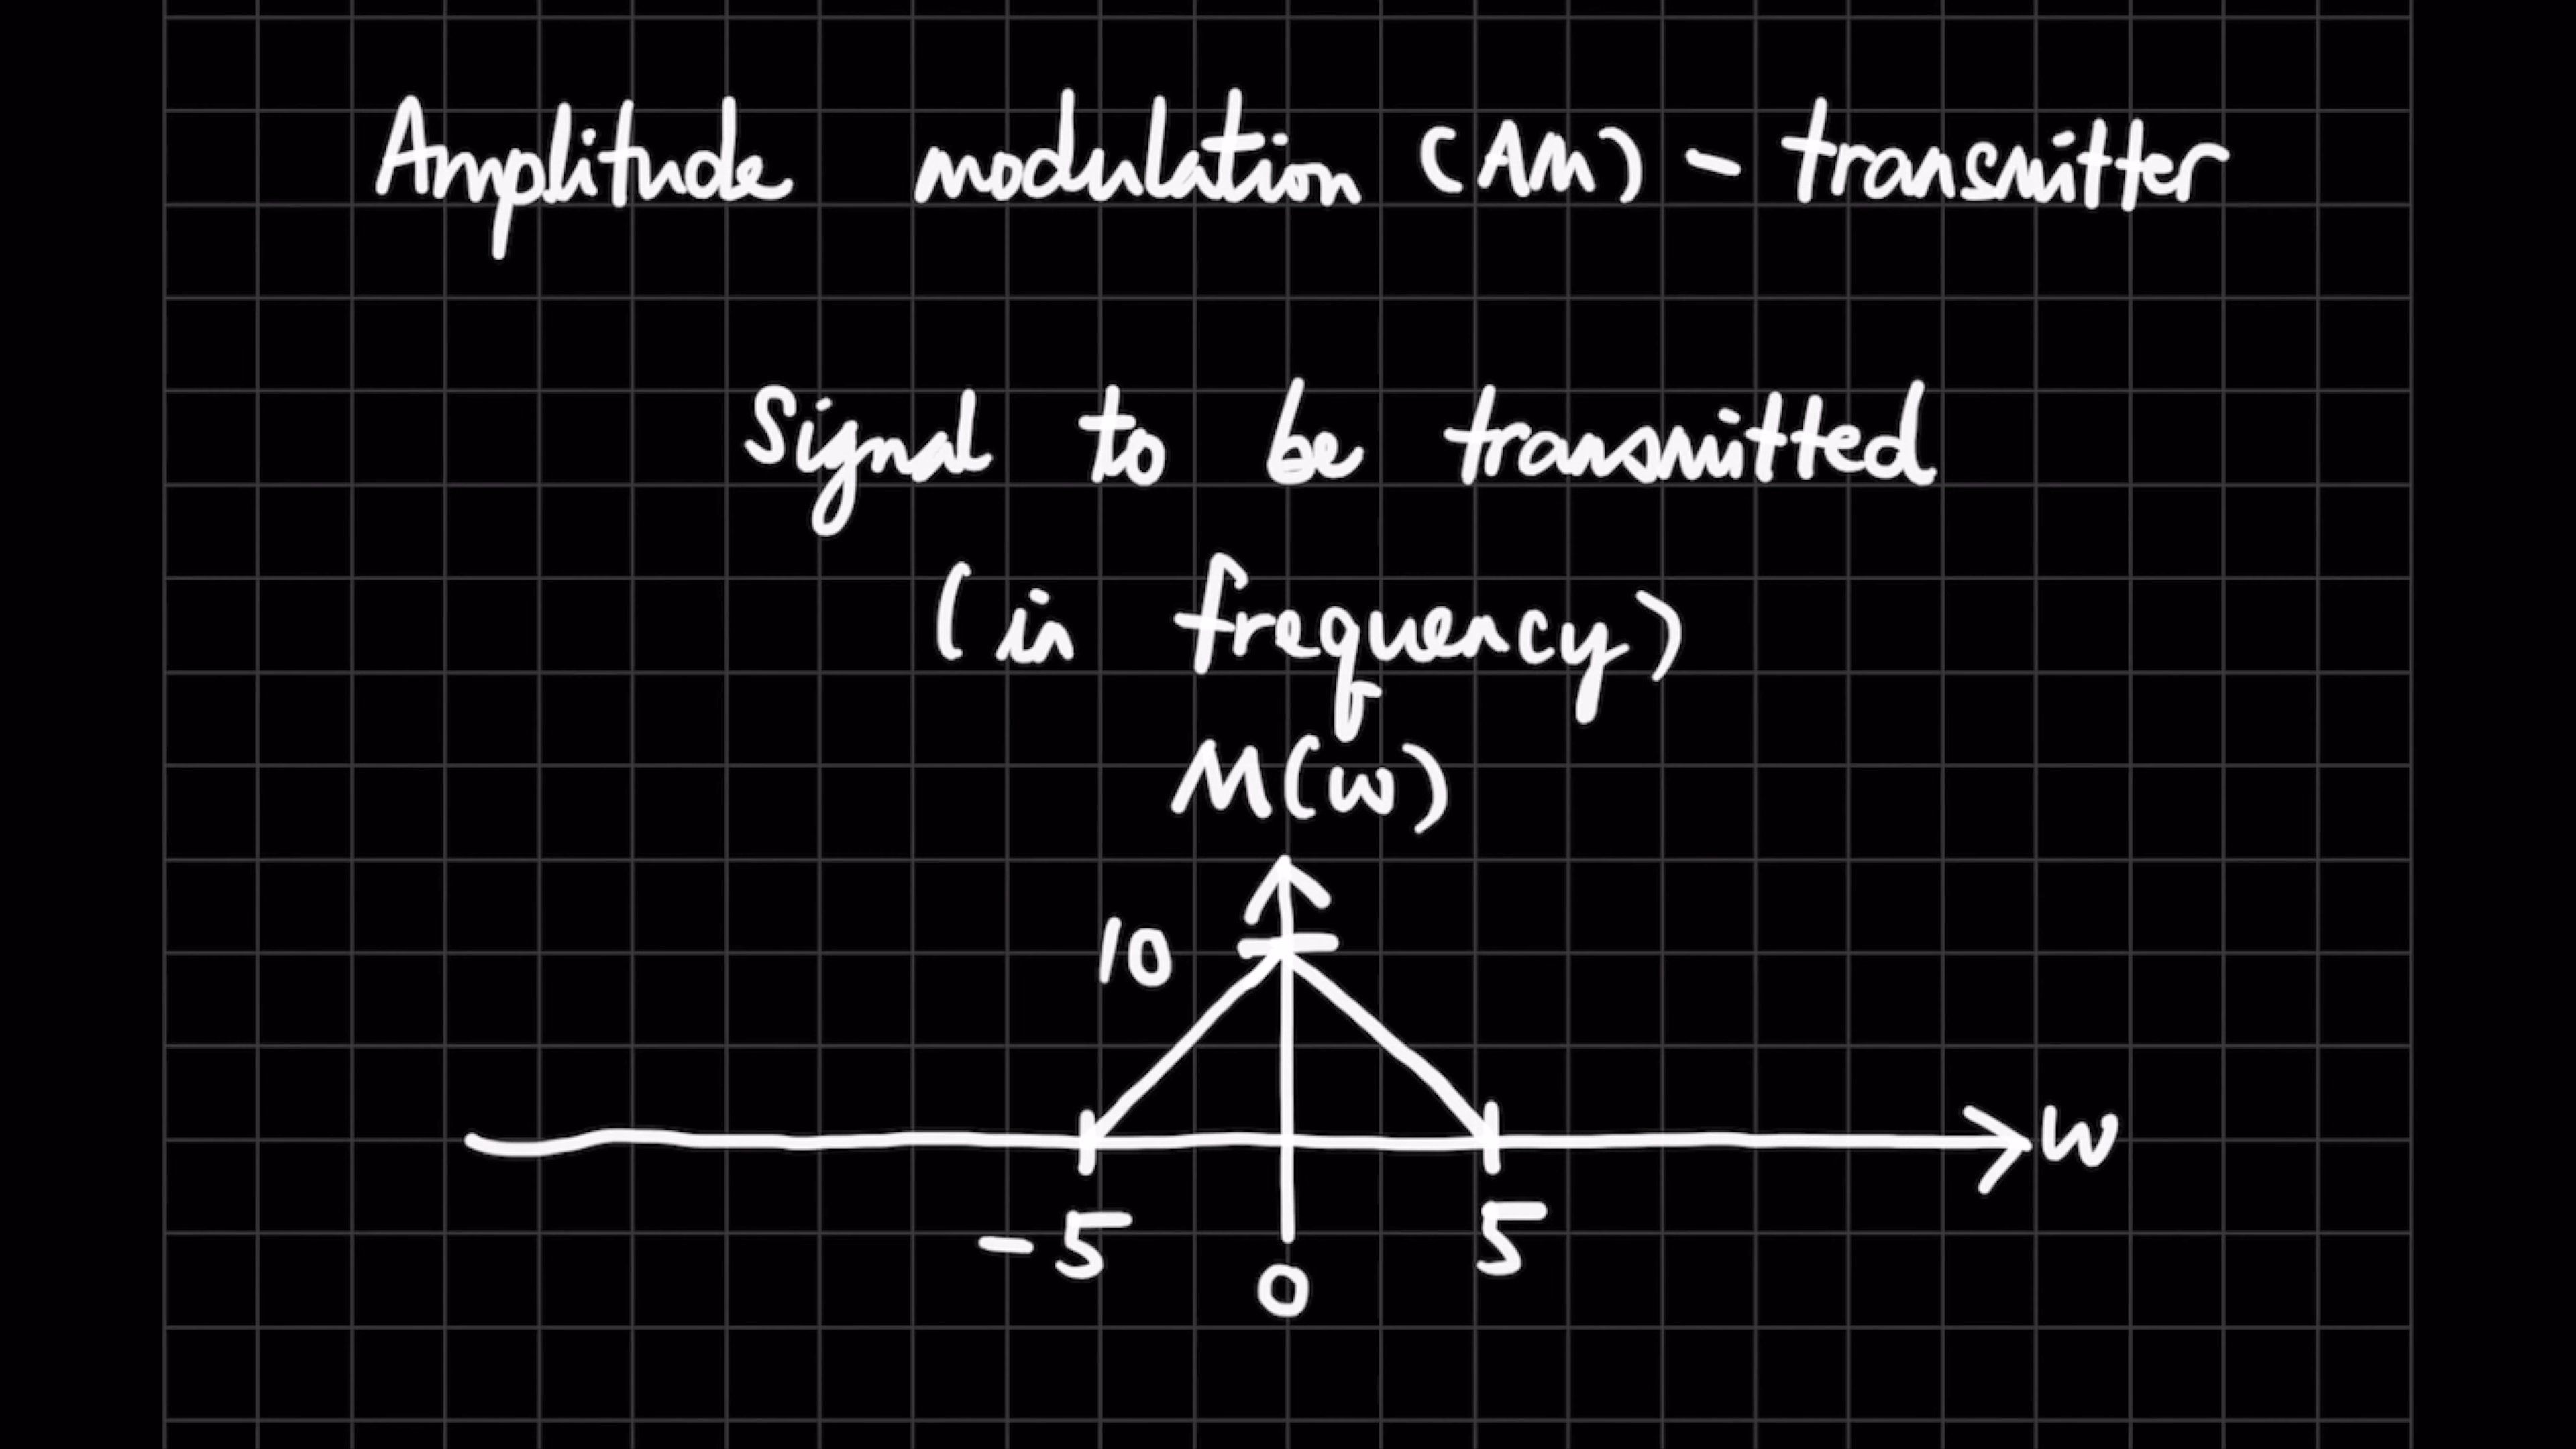 Amplitude modulation (AM) - transmitter
Signal to be transmitted
(in frequency)
M(w)
10
w
-5
5
0